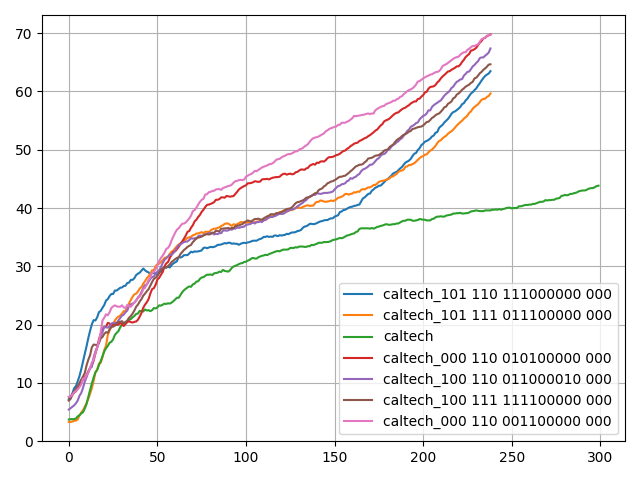 70
60
50
40
30
20
10
0
0 50 100 150 200 250 300
caltech_101 110 111000000 000
caltech_101 111 011100000 000
caltech
caltech_000 110 010100000 000
caltech_100 110 011000010 000
caltech_100 111 111100000 000
caltech_000 110 001100000 000